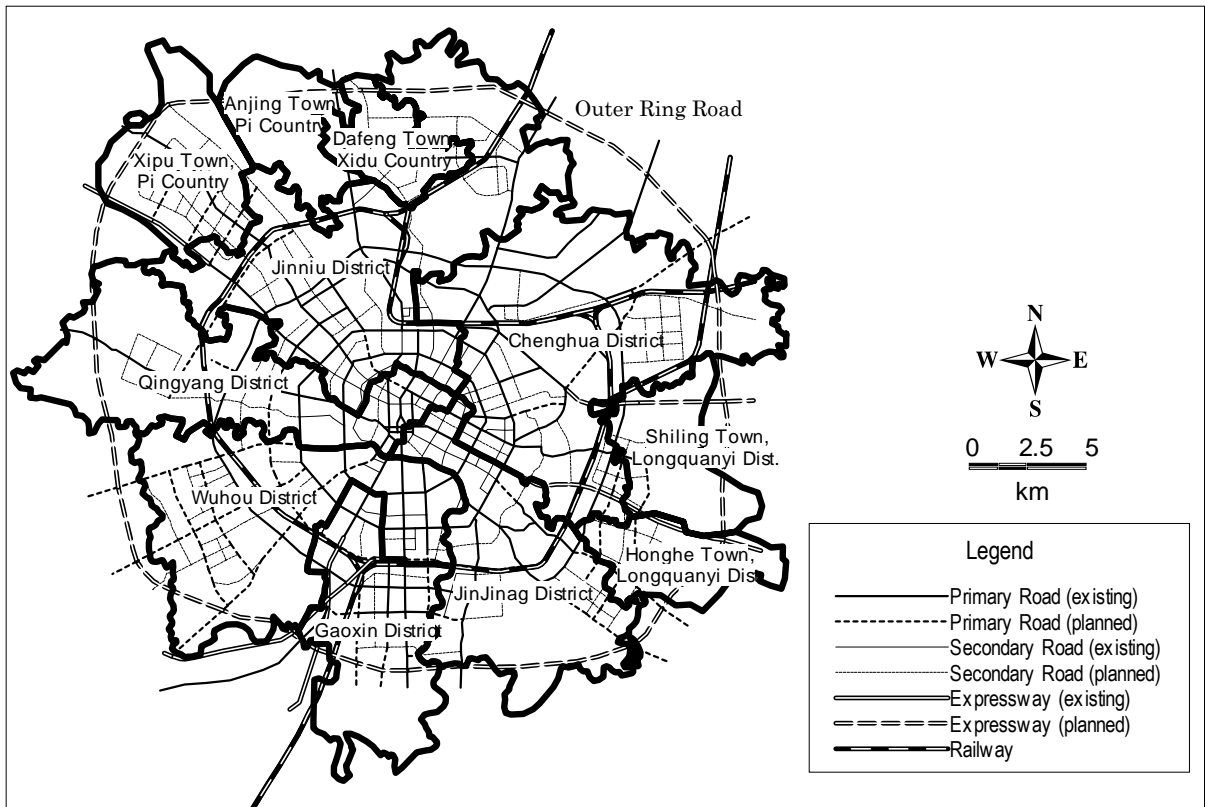 Outer Ring Road
Anjing Town,
Pi Country
Dafeng Town,
Xidu Country
Xipu Town,
Pi Country
Jinniu District
Chenghua District
Qingyang District
Shiling Town,
Longquanyi Dist.
Wuhou District
Honghe Town,
Longquanyi Dist.
JinJinag District
Gaoxin District
N
W E
S
0 2.5 5
km
Legend
Primary Road (existing)
Primary Road (planned)
Secondary Road (existing)
Secondary Road (planned)
Expressway (existing)
Expressway (planned)
Railway